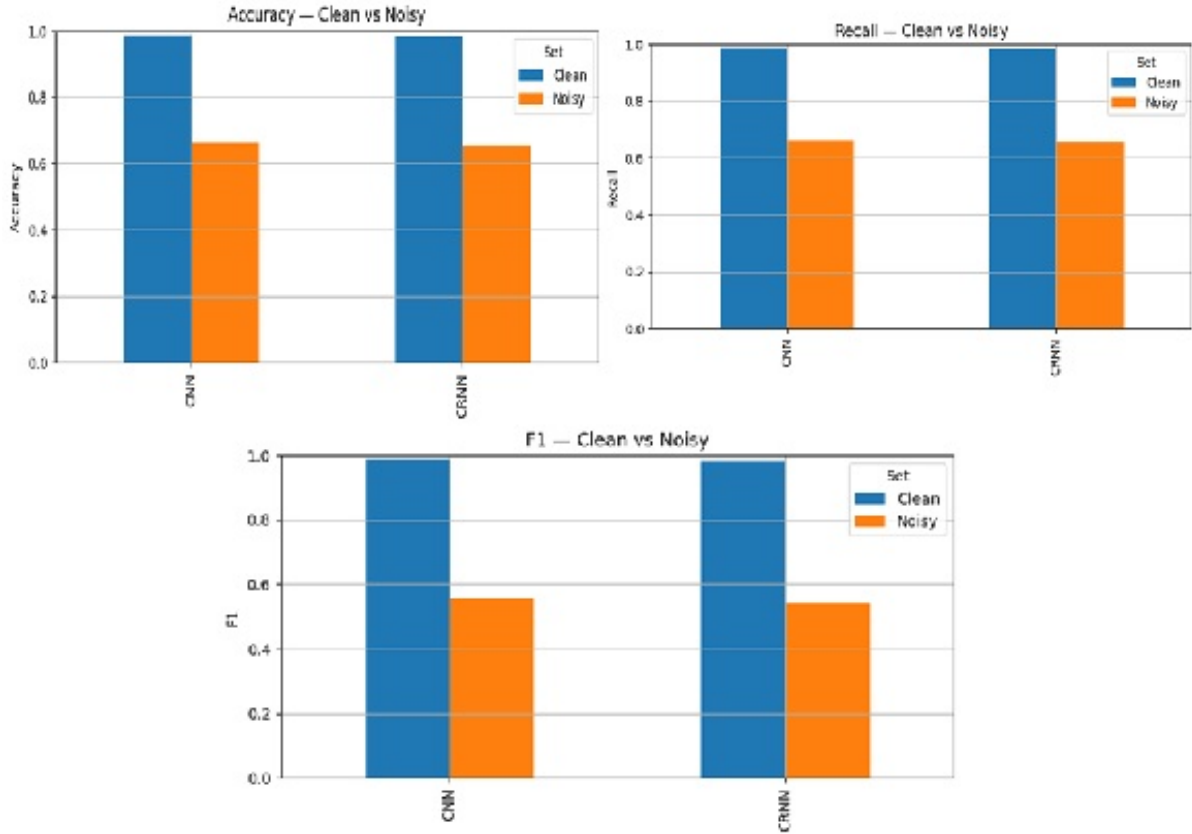 Accuracy — Clean vs Noisy
1.0
0.8
0.6
0.4
0.2
0.0
Accuracy
CNN
CRNN
Set
Clean
Noisy
Recall — Clean vs Noisy
1.0
0.8
0.6
0.4
0.2
0.0
Recall
CNN
CRNN
Set
Clean
Noisy
F1 — Clean vs Noisy
1.0
0.8
0.6
0.4
0.2
0.0
F1
CNN
CRNN
Set
Clean
Noisy